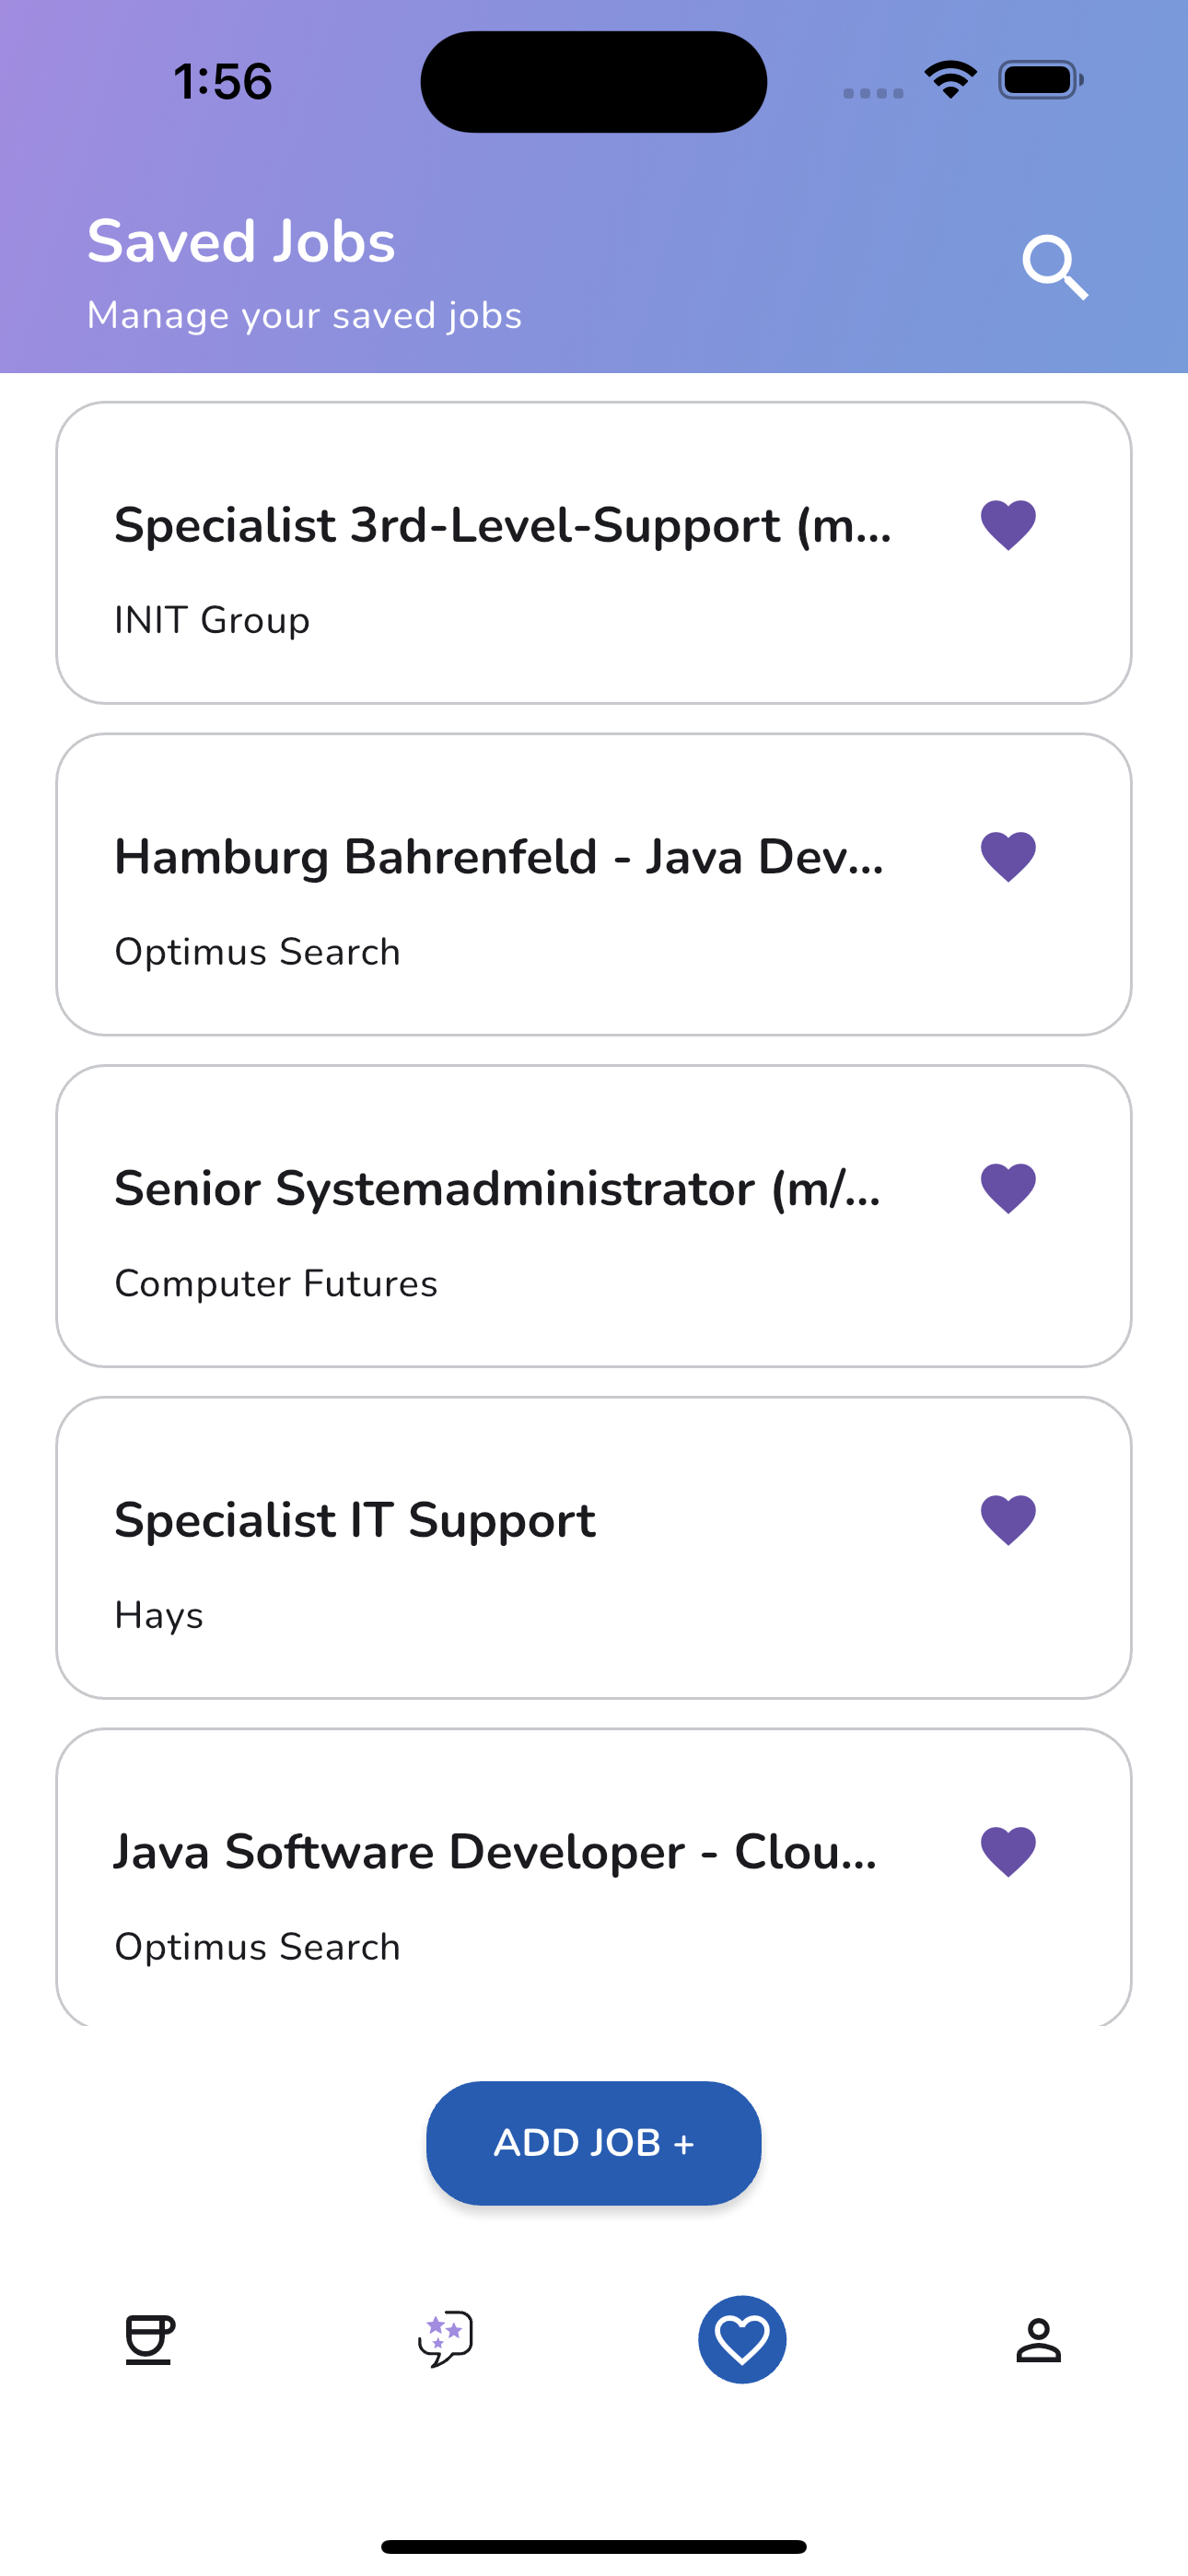 1:56
Saved Jobs
Manage your saved jobs
Specialist 3rd-Level-Support (m...
INIT Group
Hamburg Bahrenfeld - Java Dev...
Optimus Search
Senior Systemadministrator (m/...
Computer Futures
Specialist IT Support
Hays
Java Software Developer - Clou...
Optimus Search
ADD JOB +